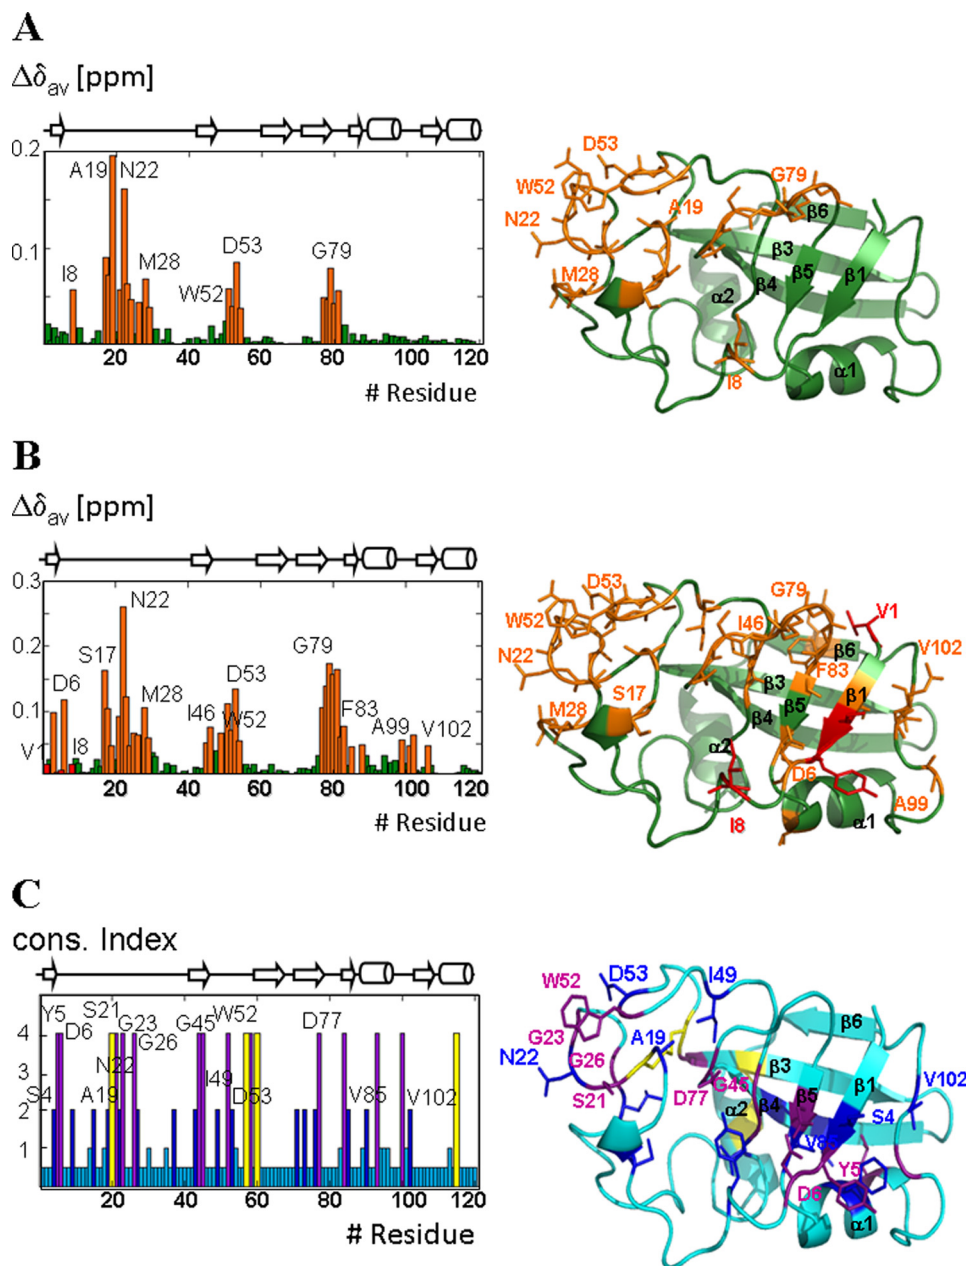 A
Δδav [ppm]
0.2
0.1
A19 N22
I8
M28
W52
D53
G79
20 40 60 80 100 120
# Residue
D53
W52
N22
A19
G79
M28
I8
β6
β3
β5
β1
β4
α2
α1
B
Δδav [ppm]
0.3
0.2
0.1
V1
D6
I8
S17
N22
M28
I46
W52
D53
G79
F83
A99
V102
20 40 60 80 100 120
# Residue
D53
W52
N22
S17
M28
I46
G79
V1
V102
F83
D6
A99
I8
β6
β3
β5
β1
β4
α2
α1
C
cons. Index
4
3
2
1
Y5
D6
S4
S21
G23
G26
N22
A19
G45
W52
I49
D53
D77
V85
V102
20 40 60 80 100 120
# Residue
W52
D53
I49
G23
G26
A19
N22
S21
D77
G45
V102
S4
V85
Y5
D6
β6
β3
β5
β1
β4
α2
α1